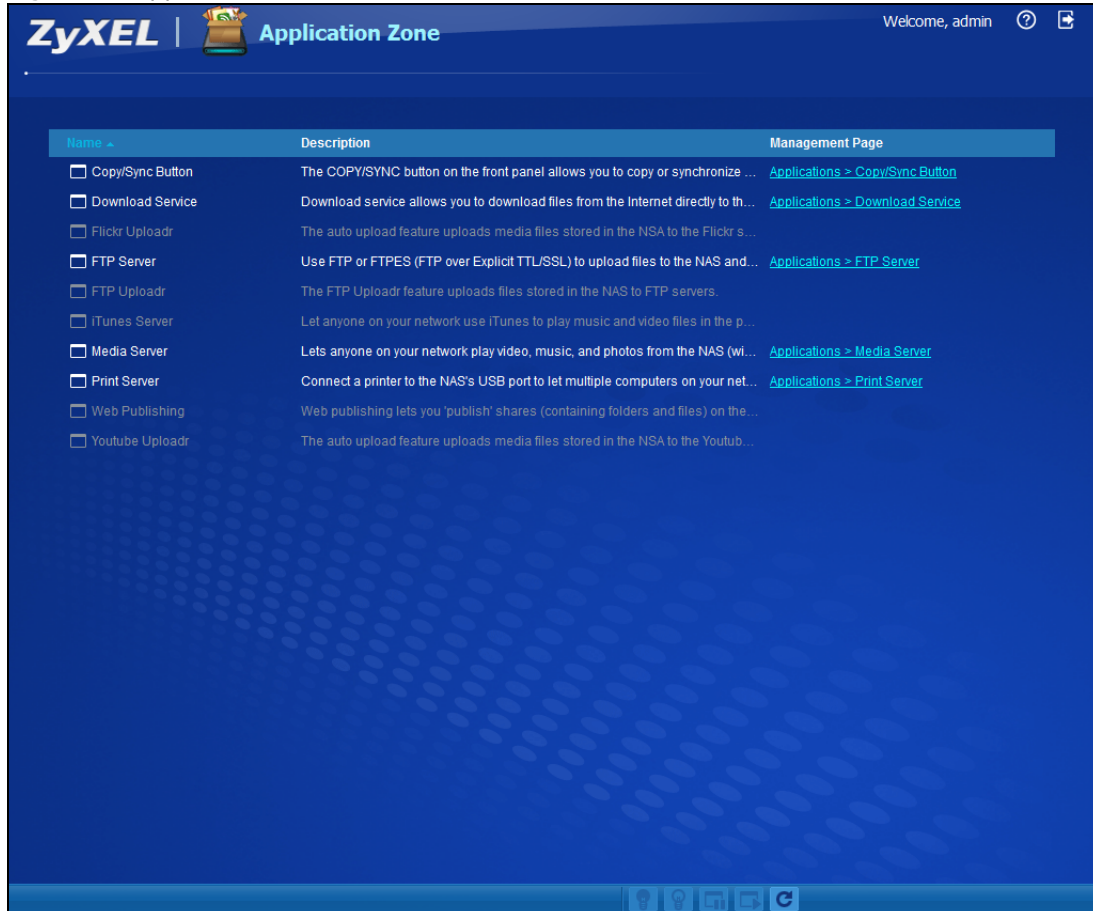 ZyXEL | Application Zone Welcome, admin
Name Description Management Page
Copy/Sync Button The COPY/SYNC button on the front panel allows you to copy or synchronize ... Applications > Copy/Sync Button
Download Service Download service allows you to download files from the Internet directly to th... Applications > Download Service
Flickr Uploadr The auto upload feature uploads media files stored in the NSA to the Flickr s...
FTP Server Use FTP or FTPES (FTP over Explicit TTL/SSL) to upload files to the NAS and... Applications > FTP Server
FTP Uploadr The FTP Uploadr feature uploads files stored in the NAS to FTP servers.
iTunes Server Let anyone on your network use iTunes to play music and video files in the p...
Media Server Lets anyone on your network play video, music, and photos from the NAS (wi... Applications > Media Server
Print Server Connect a printer to the NAS's USB port to let multiple computers on your net... Applications > Print Server
Web Publishing Web publishing lets you 'publish' shares (containing folders and files) on the...
Youtube Uploadr The auto upload feature uploads media files stored in the NSA to the Youtub...